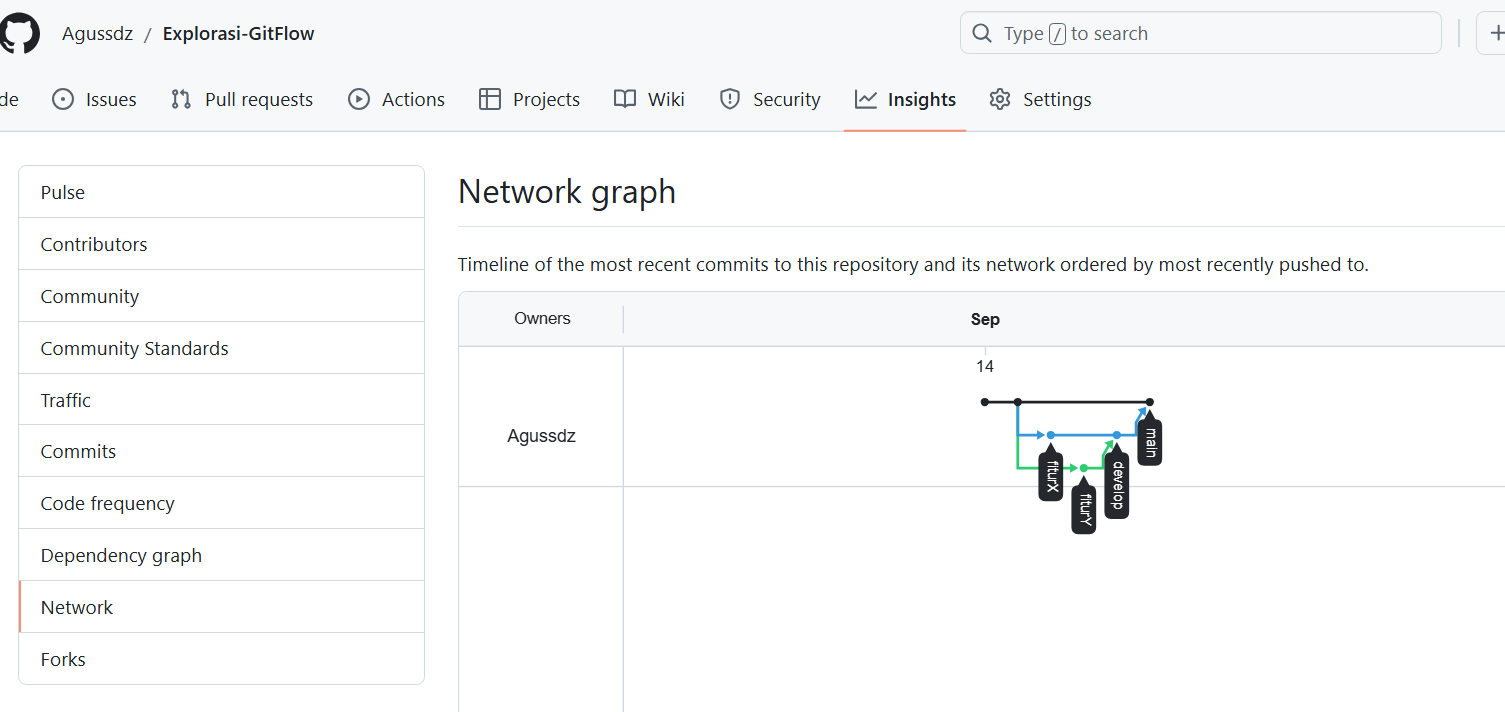 Agussdz / Explorasi-GitFlow
Type / to search
de
Issues
Pull requests
Actions
Projects
Wiki
Security
Insights
Settings
Pulse
Contributors
Community
Community Standards
Traffic
Commits
Code frequency
Dependency graph
Network
Forks
Network graph
Timeline of the most recent commits to this repository and its network ordered by most recently pushed to.
Owners
Sep
14
Agussdz
main
fiturX
develop
fiturY